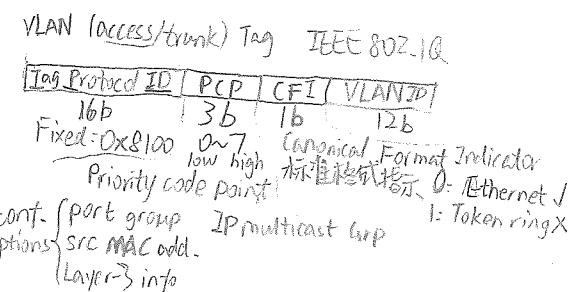 VLAN (access/trunk) Tag IEEE 802.1Q
Tag Protocol ID PCP CFI VLAN ID
16b 3b 1b 12b
Fixed=0x8100 0~7 Canonical Format Indicator
low high 标准格式指示. 0: Ethernet √
Priority code point 1: Token ring X
conf. port group IP multicast Grp
ptions src MAC add.
Layer-3 info